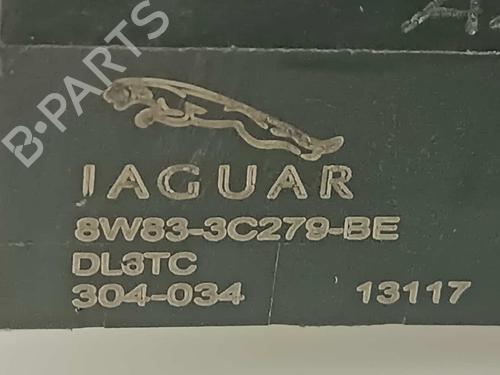 B-PARTS
JAGUAR
8W83-3C279-BE
DL3TC
304-034 13117